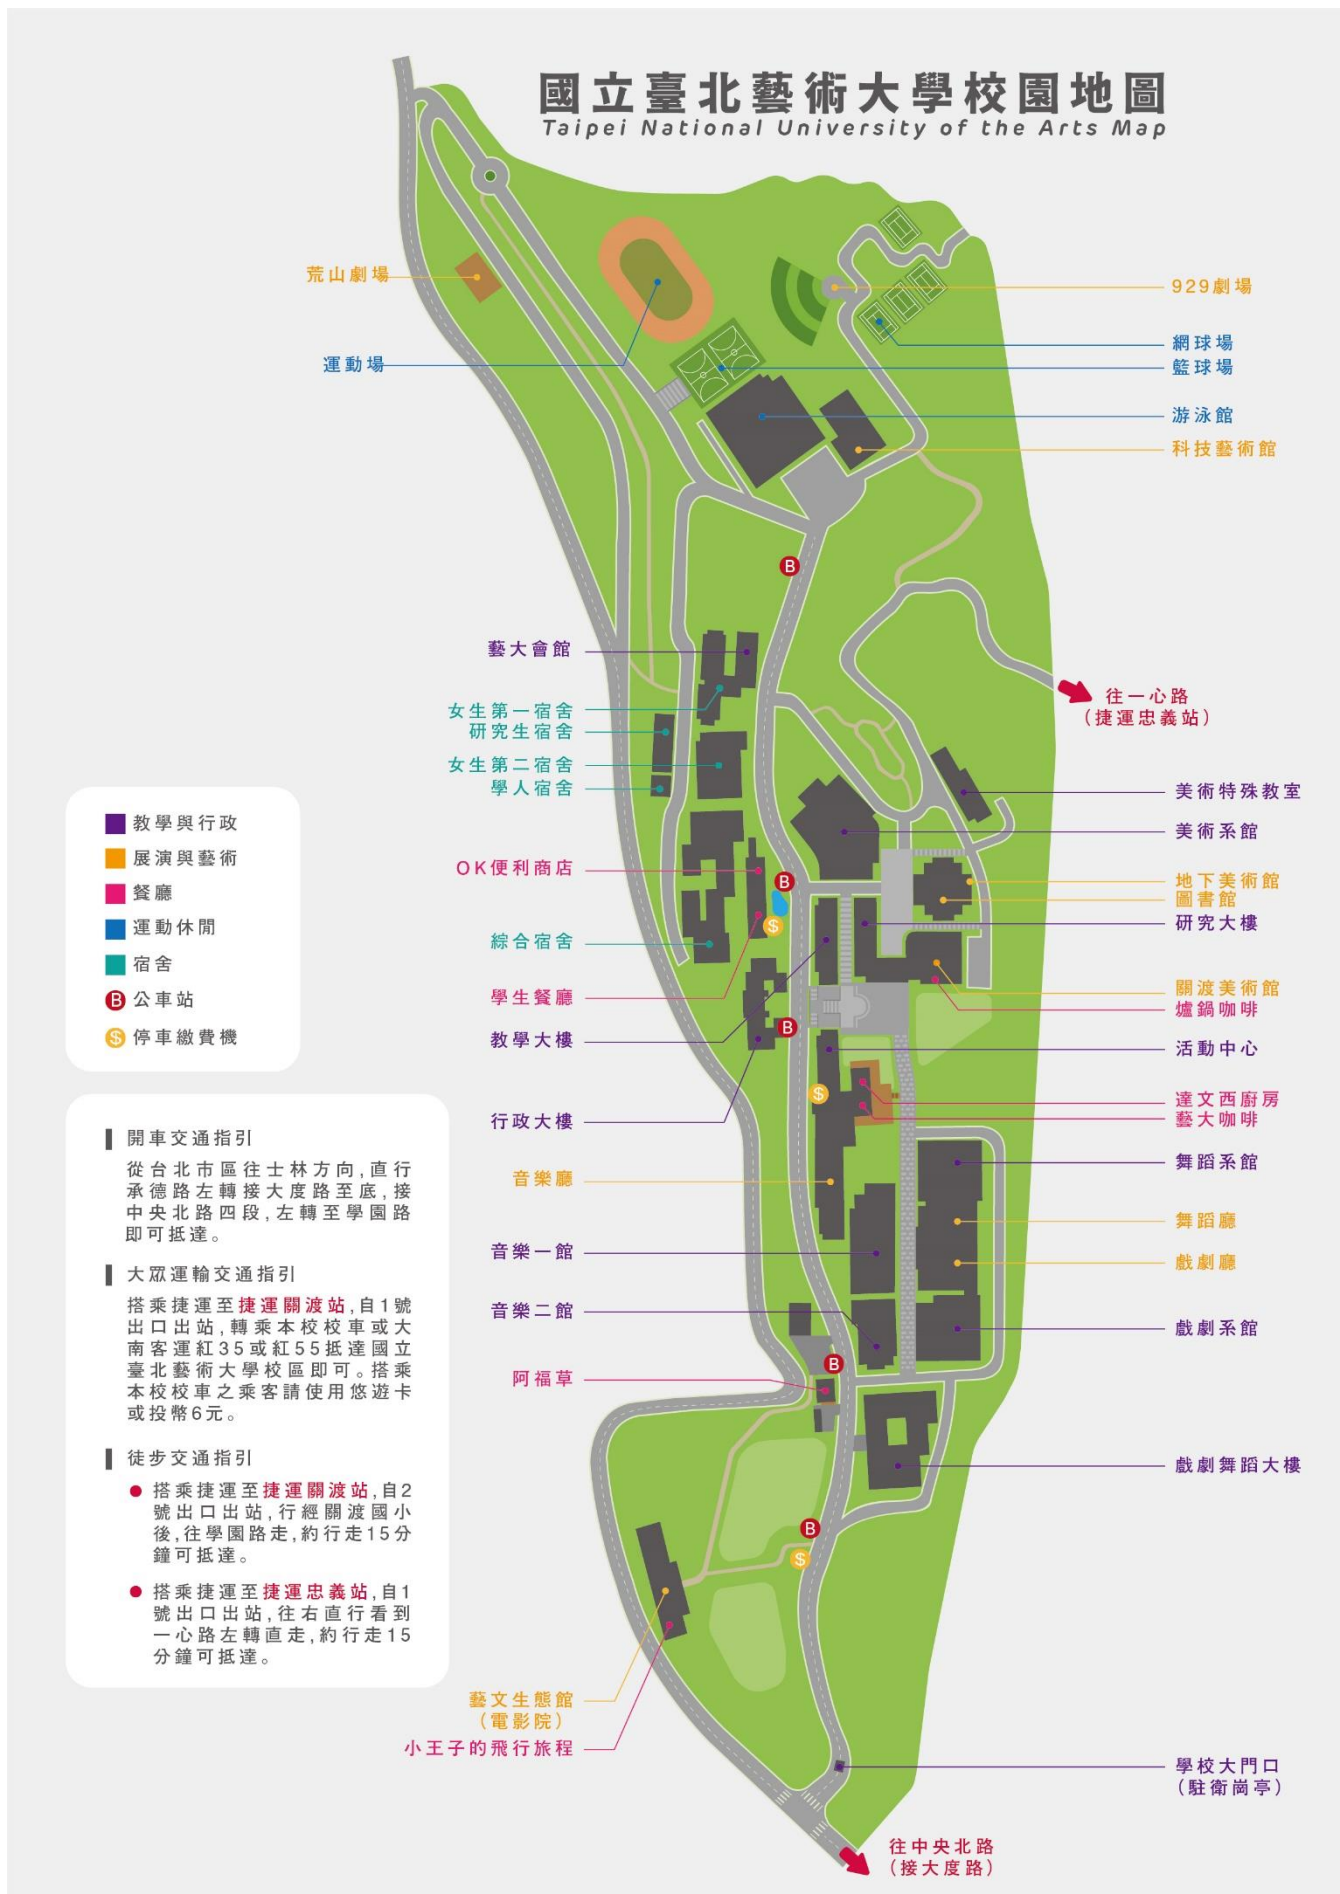 國立臺北藝術大學校園地圖
Taipei National University of the Arts Map
荒山劇場
運動場
929劇場
網球場
籃球場
游泳館
科技藝術館
藝大會館
女生第一宿舍
研究生宿舍
女生第二宿舍
學人宿舍
OK便利商店
綜合宿舍
學生餐廳
教學大樓
行政大樓
音樂廳
音樂一館
音樂二館
阿福草
藝文生態館
(電影院)
小王子的飛行旅程
往一心路
(捷運忠義站)
美術特殊教室
美術系館
地下美術館
圖書館
研究大樓
關渡美術館
爐鍋咖啡
活動中心
達文西廚房
藝大咖啡
舞蹈系館
舞蹈廳
戲劇廳
戲劇系館
戲劇舞蹈大樓
學校大門口
(駐衛崗亭)
往中央北路
(接大度路)
B
B
$
B
$
B
B
$
教學與行政
展演與藝術
餐廳
運動休閒
宿舍
B 公車站
$ 停車繳費機
開車交通指引
從台北市區往士林方向,直行
承德路左轉接大度路至底,接
中央北路四段,左轉至學園路
即可抵達。
大眾運輸交通指引
搭乘捷運至捷運關渡站,自1號
出口出站,轉乘本校校車或大
南客運紅35或紅55抵達國立
臺北藝術大學校區即可。搭乘
本校校車之乘客請使用悠遊卡
或投幣6元。
徒步交通指引
搭乘捷運至捷運關渡站,自2
號出口出站,行經關渡國小
後,往學園路走,約行走15分
鐘可抵達。
搭乘捷運至捷運忠義站,自1
號出口出站,往右直行看到
一心路左轉直走,約行走15
分鐘可抵達。